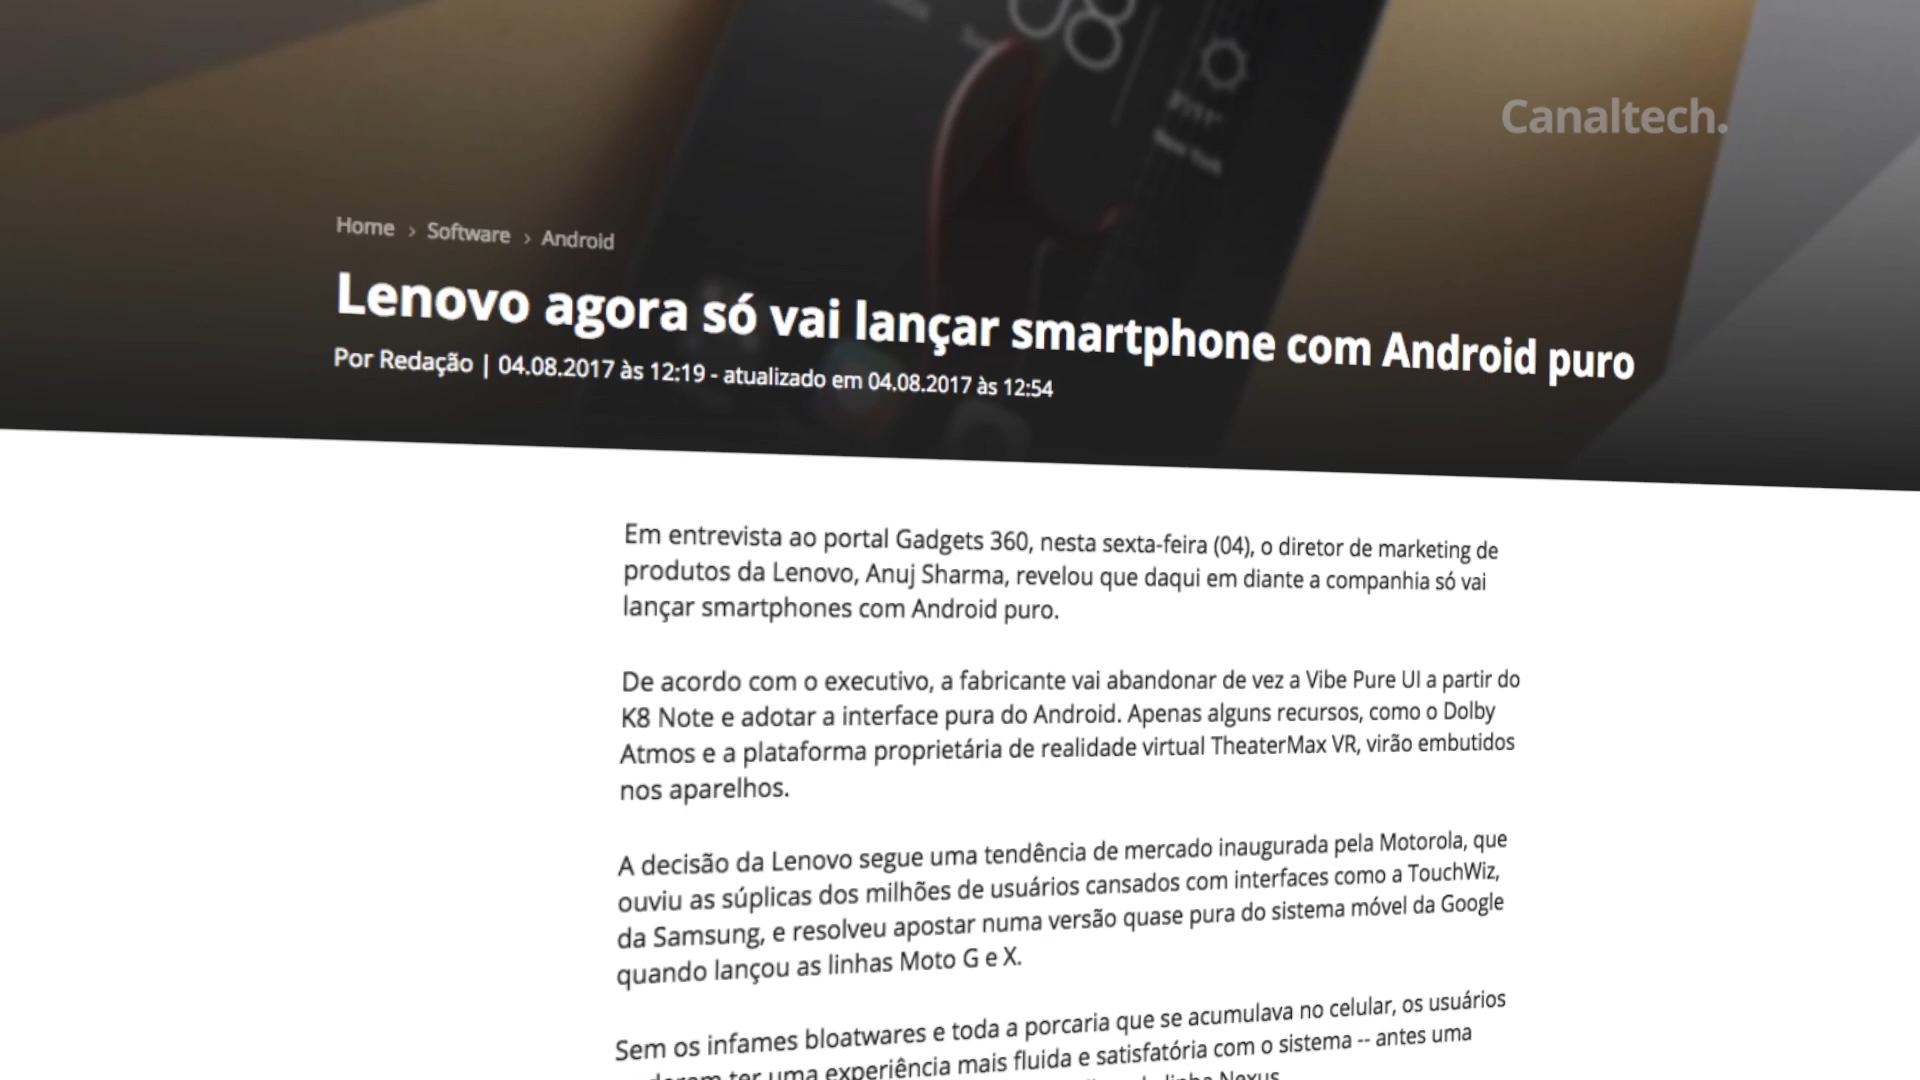 08
New York
Canaltech.
Home › Software › Android
Lenovo agora só vai lançar smartphone com Android puro
Por Redação | 04.08.2017 às 12:19 - atualizado em 04.08.2017 às 12:54
Em entrevista ao portal Gadgets 360, nesta sexta-feira (04), o diretor de marketing de
produtos da Lenovo, Anuj Sharma, revelou que daqui em diante a companhia só vai
lançar smartphones com Android puro.
De acordo com o executivo, a fabricante vai abandonar de vez a Vibe Pure UI a partir do
K8 Note e adotar a interface pura do Android. Apenas alguns recursos, como o Dolby
Atmos e a plataforma proprietária de realidade virtual TheaterMax VR, virão embutidos
nos aparelhos.
A decisão da Lenovo segue uma tendência de mercado inaugurada pela Motorola, que
ouviu as súplicas dos milhões de usuários cansados com interfaces como a TouchWiz,
da Samsung, e resolveu apostar numa versão quase pura do sistema móvel da Google
quando lançou as linhas Moto G e X.
Sem os infames bloatwares e toda a porcaria que se acumulava no celular, os usuários
ter uma experiência mais fluida e satisfatória com o sistema -- antes uma
linha Nexus.